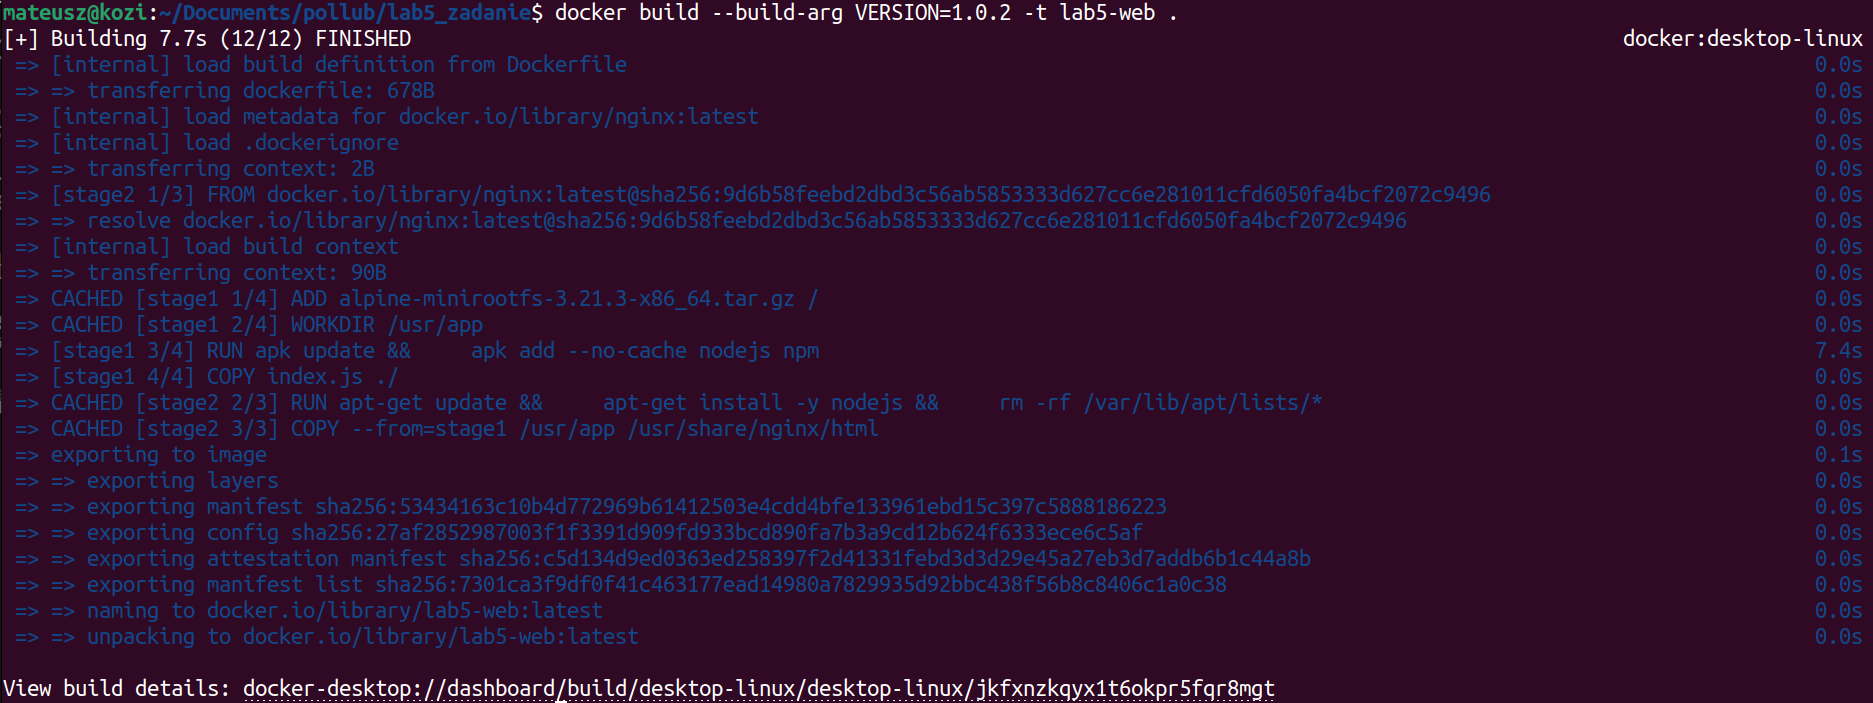 mateusz@kozi:~/Documents/pollub/lab5_zadanie$ docker build --build-arg VERSION=1.0.2 -t lab5-web .
[+] Building 7.7s (12/12) FINISHED docker:desktop-linux
=> [internal] load build definition from Dockerfile 0.0s
=> => transferring dockerfile: 678B 0.0s
=> [internal] load metadata for docker.io/library/nginx:latest 0.0s
=> [internal] load .dockerignore 0.0s
=> => transferring context: 2B 0.0s
=> [stage2 1/3] FROM docker.io/library/nginx:latest@sha256:9d6b58feebd2dbd3c56ab5853333d627cc6e281011cfd6050fa4bcf2072c9496 0.0s
=> => resolve docker.io/library/nginx:latest@sha256:9d6b58feebd2dbd3c56ab5853333d627cc6e281011cfd6050fa4bcf2072c9496 0.0s
=> [internal] load build context 0.0s
=> => transferring context: 90B 0.0s
=> CACHED [stage1 1/4] ADD alpine-minirootfs-3.21.3-x86_64.tar.gz / 0.0s
=> CACHED [stage1 2/4] WORKDIR /usr/app 0.0s
=> [stage1 3/4] RUN apk update &&     apk add --no-cache nodejs npm 7.4s
=> [stage1 4/4] COPY index.js ./ 0.0s
=> CACHED [stage2 2/3] RUN apt-get update &&     apt-get install -y nodejs &&     rm -rf /var/lib/apt/lists/* 0.0s
=> CACHED [stage2 3/3] COPY --from=stage1 /usr/app /usr/share/nginx/html 0.0s
=> exporting to image 0.1s
=> => exporting layers 0.0s
=> => exporting manifest sha256:53434163c10b4d772969b61412503e4cdd4bfe133961ebd15c397c5888186223 0.0s
=> => exporting config sha256:27af2852987003f1f3391d909fd933bcd890fa7b3a9cd12b624f6333ece6c5af 0.0s
=> => exporting attestation manifest sha256:c5d134d9ed0363ed258397f2d41331febd3d3d29e45a27eb3d7addb6b1c44a8b 0.0s
=> => exporting manifest list sha256:7301ca3f9df0f41c463177ead14980a7829935d92bbc438f56b8c8406c1a0c38 0.0s
=> => naming to docker.io/library/lab5-web:latest 0.0s
=> => unpacking to docker.io/library/lab5-web:latest 0.0s
View build details: docker-desktop://dashboard/build/desktop-linux/desktop-linux/jkfxnzkqyx1t6okpr5fqr8mgt